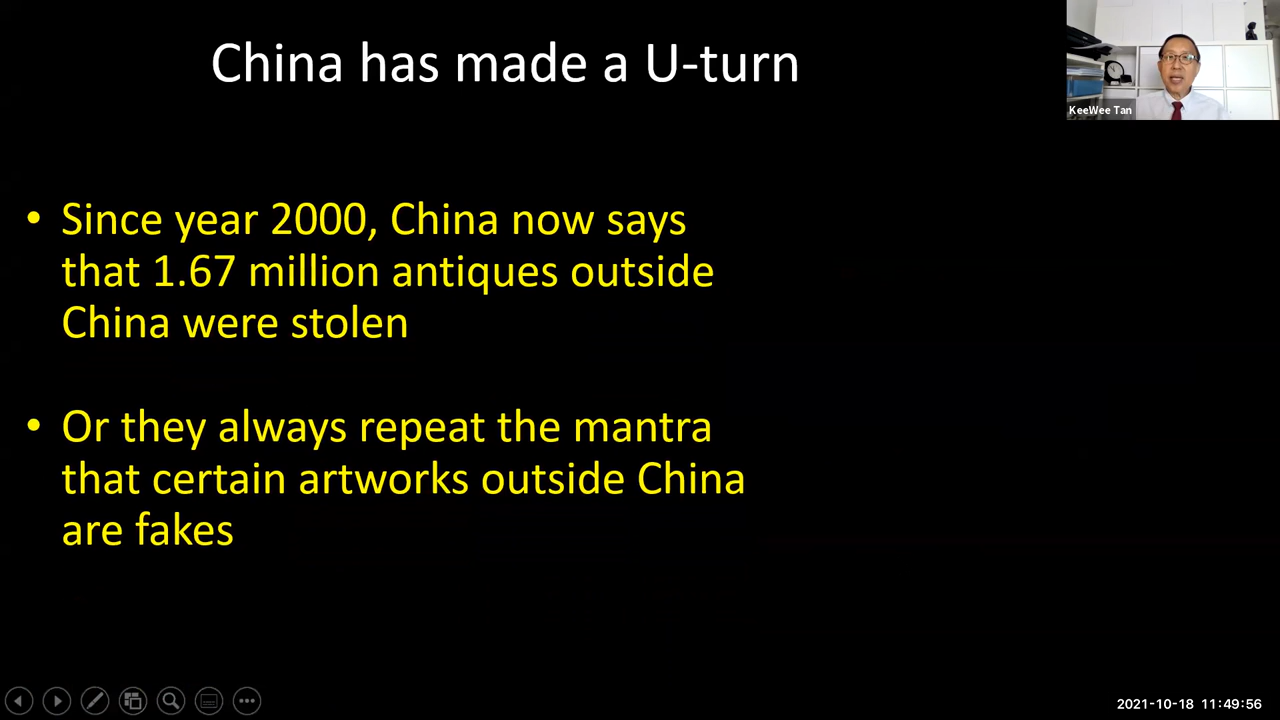 China has made a U-turn
KeeWee Tan
• Since year 2000, China now says
that 1.67 million antiques outside
China were stolen
• Or they always repeat the mantra
that certain artworks outside China
are fakes
2021-10-18 11:49:56